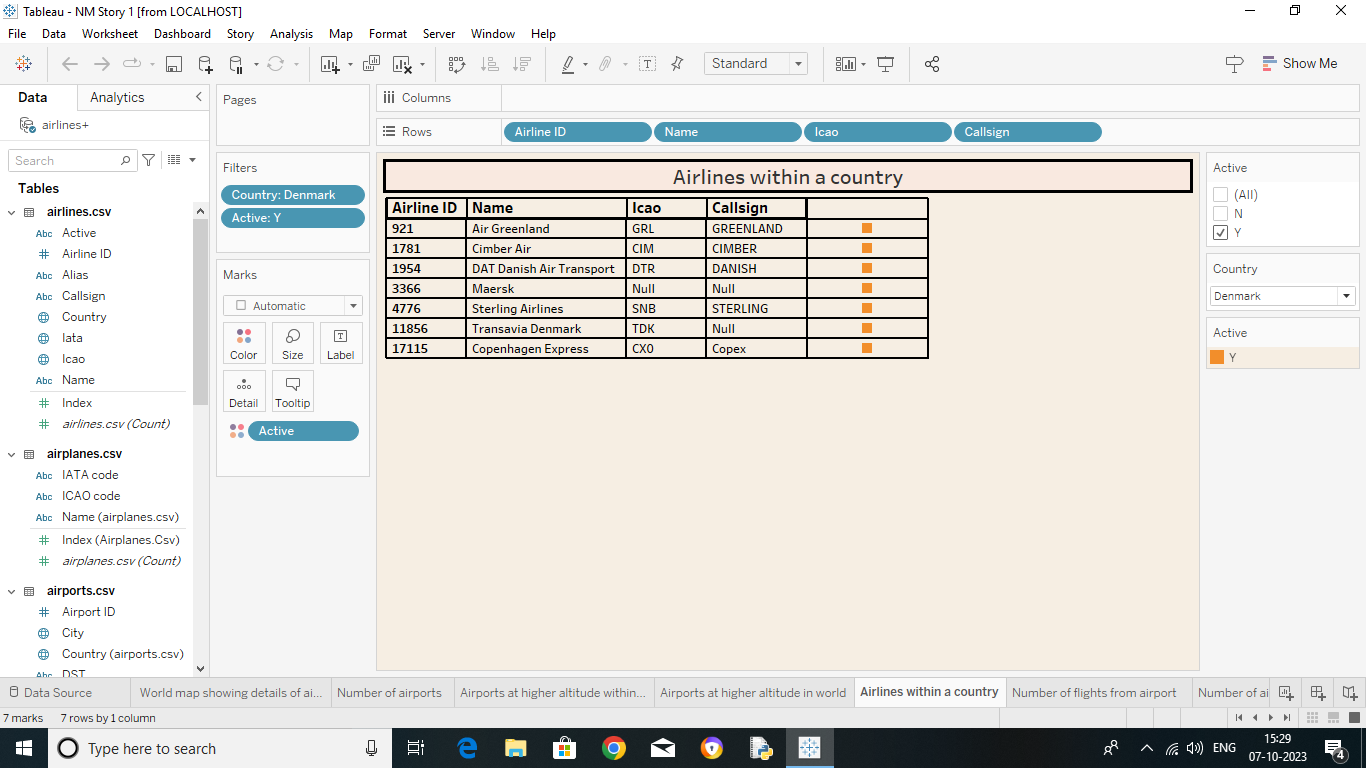 Tableau - NM Story 1 [from LOCALHOST]
File Data Worksheet Dashboard Story Analysis Map Format Server Window Help
Standard
Show Me
Data Analytics
airlines+
Search
Tables
airlines.csv
Abc Active
Airline ID
Abc Alias
Abc Callsign
Country
Iata
Icao
Abc Name
Index
airlines.csv (Count)
airplanes.csv
Abc IATA code
Abc ICAO code
Abc Name (airplanes.csv)
Index (Airplanes.Csv)
airplanes.csv (Count)
airports.csv
Airport ID
City
Country (airports.csv)
Abc DST
Pages
Filters
Country: Denmark
Active: Y
Marks
Automatic
Color Size Label
Detail Tooltip
Active
Columns
Rows Airline ID Name Icao Callsign
Airlines within a country
Airline ID Name Icao Callsign
921 Air Greenland GRL GREENLAND
1781 Cimber Air CIM CIMBER
1954 DAT Danish Air Transport DTR DANISH
3366 Maersk Null Null
4776 Sterling Airlines SNB STERLING
11856 Transavia Denmark TDK Null
17115 Copenhagen Express CX0 Copex
Active
(All)
N
Y
Country
Denmark
Active
Y
Data Source World map showing details of ai... Number of airports Airports at higher altitude within... Airports at higher altitude in world Airlines within a country Number of flights from airport Number of ai
7 marks 7 rows by 1 column
Type here to search
ENG
15:29
07-10-2023
4